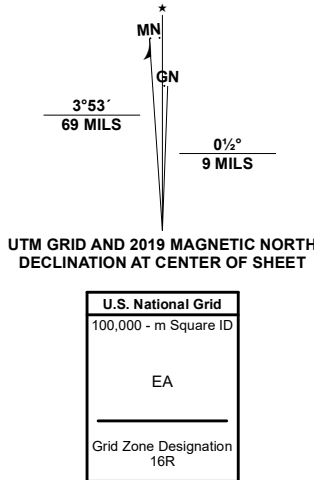 ★
MN
GN
3°53´
69 MILS
0½°
9 MILS
UTM GRID AND 2019 MAGNETIC NORTH
DECLINATION AT CENTER OF SHEET
U.S. National Grid
100,000 - m Square ID
EA
Grid Zone Designation
16R